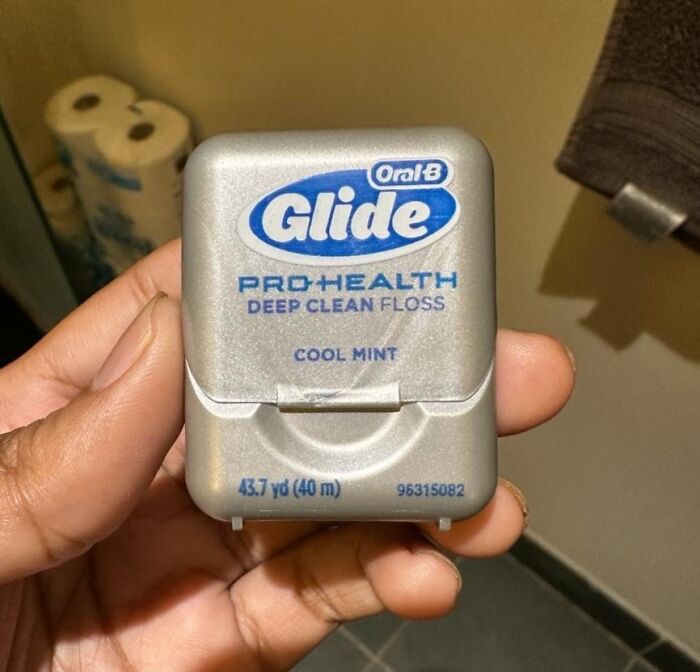 Oral-B
Glide
PRO-HEALTH
DEEP CLEAN FLOSS
COOL MINT
43.7 yd (40 m) 96315082